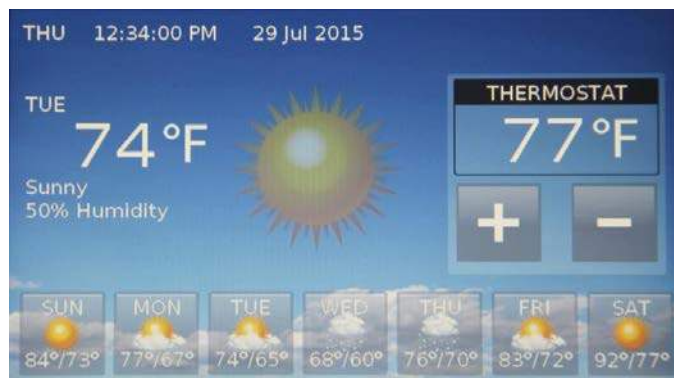 THU 12:34:00 PM 29 Jul 2015
TUE
74°F
Sunny
50% Humidity
THERMOSTAT
77°F
+ −
SUN MON TUE WED THU FRI SAT
84°/73° 77°/67° 74°/65° 68°/60° 76°/70° 83°/72° 92°/77°